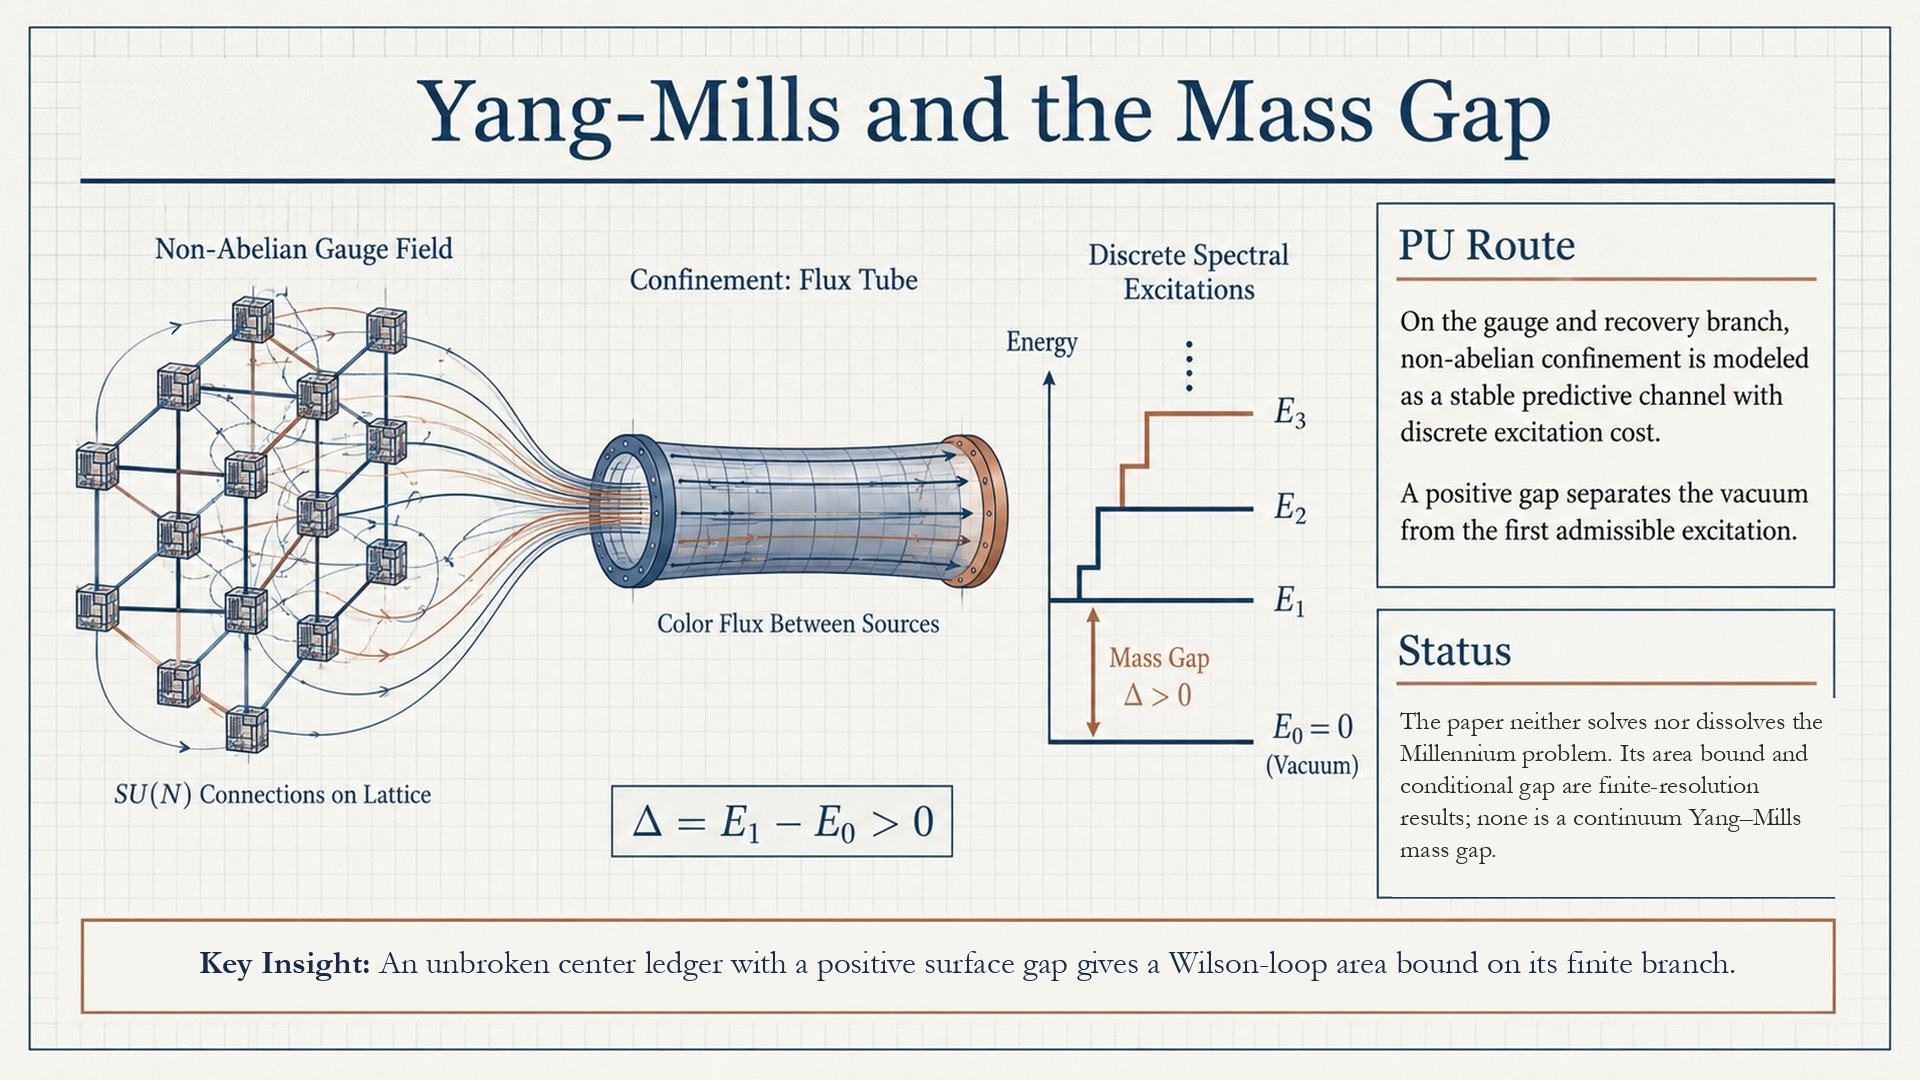 Yang-Mills and the Mass Gap
Non-Abelian Gauge Field
SU(N) Connections on Lattice
Confinement: Flux Tube
Color Flux Between Sources
Δ = E₁ − E₀ > 0
Discrete Spectral
Excitations
Energy
E₃
E₂
E₁
Mass Gap
Δ > 0
E₀ = 0
(Vacuum)
PU Route
On the gauge and recovery branch,
non-abelian confinement is modeled
as a stable predictive channel with
discrete excitation cost.
A positive gap separates the vacuum
from the first admissible excitation.
Status
The paper neither solves nor dissolves the
Millennium problem. Its area bound and
conditional gap are finite-resolution
results; none is a continuum Yang–Mills
mass gap.
Key Insight: An unbroken center ledger with a positive surface gap gives a Wilson-loop area bound on its finite branch.